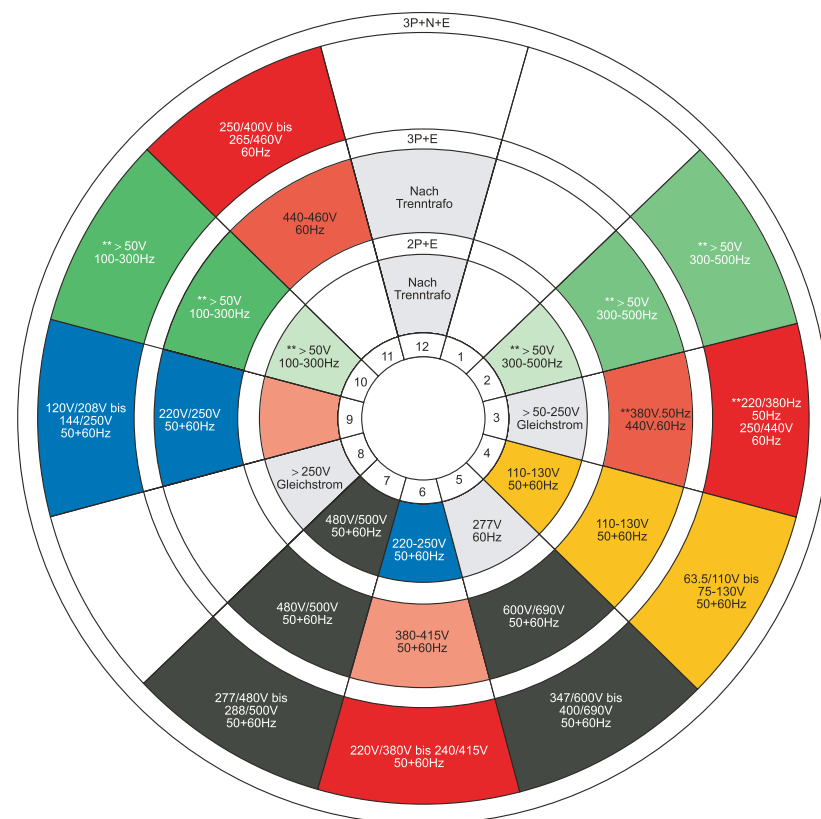 3P+N+E
250/400V bis
265/460V
60Hz
3P+E
Nach
Trenntrafo
440-460V
60Hz
2P+E
Nach
Trenntrafo
** > 50V
100-300Hz
** > 50V
300-500Hz
** > 50V
100-300Hz
** > 50V
300-500Hz
** > 50V
100-300Hz
** > 50V
300-500Hz
12
1
2
3
4
5
6
7
8
9
10
11
120V/208V bis
144/250V
50+60Hz
220V/250V
50+60Hz
> 50-250V
Gleichstrom
**380V.50Hz
440V.60Hz
**220/380Hz
50Hz
250/440V
60Hz
> 250V
Gleichstrom
110-130V
50+60Hz
480V/500V
50+60Hz
220-250V
50+60Hz
277V
60Hz
110-130V
50+60Hz
63.5/110V bis
75-130V
50+60Hz
480V/500V
50+60Hz
380-415V
50+60Hz
600V/690V
50+60Hz
277/480V bis
288/500V
50+60Hz
220V/380V bis 240/415V
50+60Hz
347/600V bis
400/690V
50+60Hz